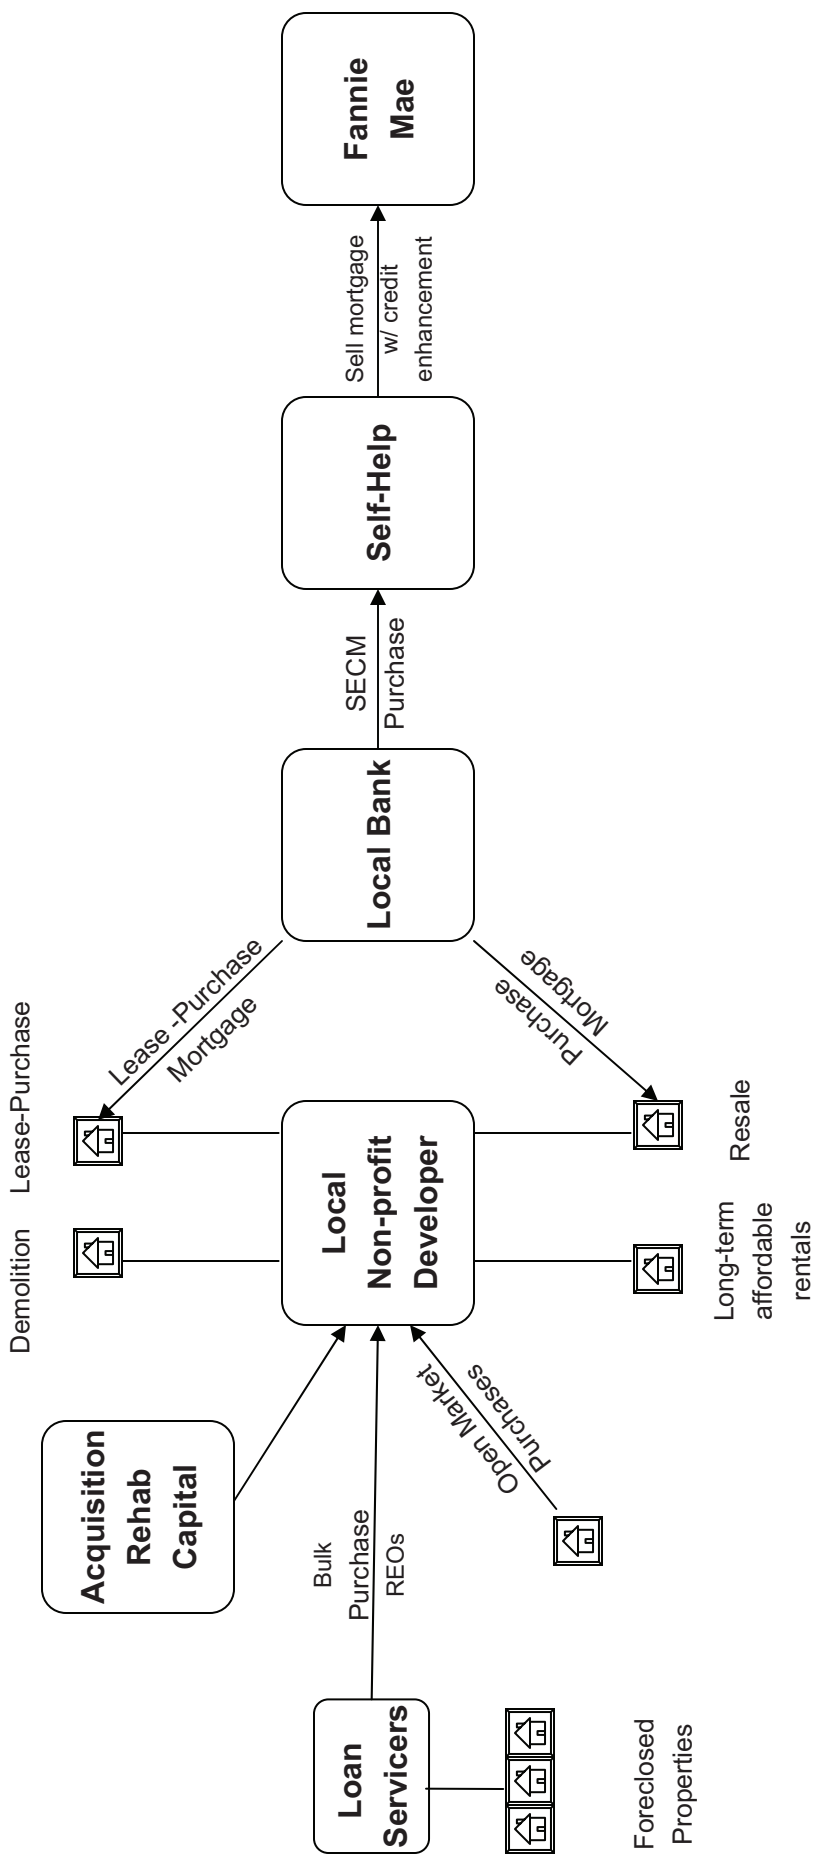 Demolition
Lease-Purchase
Acquisition
Rehab
Capital
Lease -Purchase
Mortgage
Loan
Servicers
Bulk
Purchase
REOs
Local
Non-profit
Developer
Local Bank
SECM
Purchase
Self-Help
Sell mortgage
w/ credit
enhancement
Fannie
Mae
Open Market
Purchases
Purchase
Mortgage
Foreclosed
Properties
Long-term
affordable
rentals
Resale